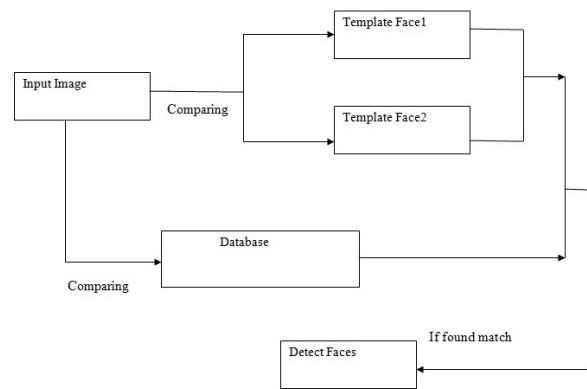 Template Face1
Input Image
Comparing
Template Face2
Database
Comparing
If found match
Detect Faces